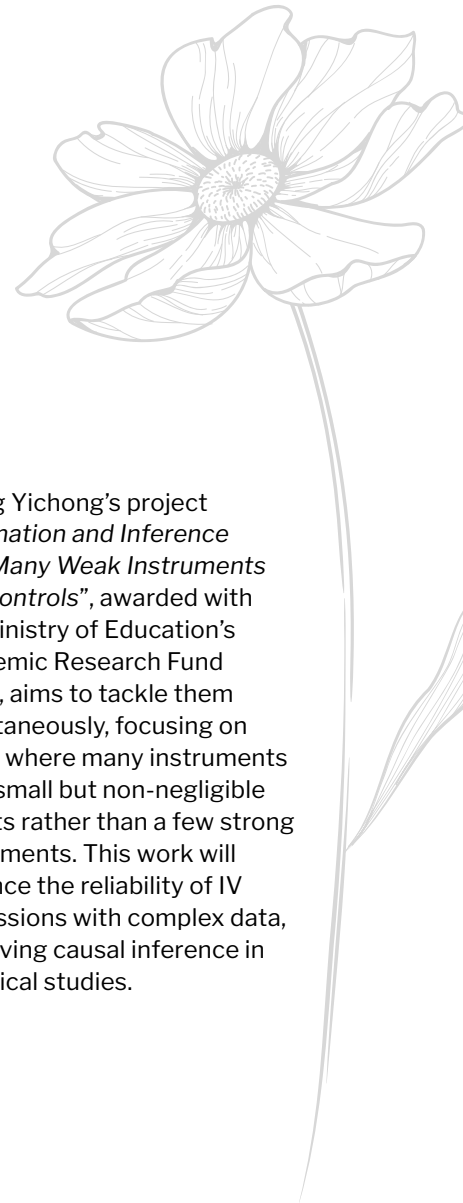 g Yichong’s project
nation and Inference
Many Weak Instruments
ontrols”, awarded with
inistry of Education’s
emic Research Fund
, aims to tackle them
taneously, focusing on
where many instruments
small but non-negligible
ts rather than a few strong
ments. This work will
nce the reliability of IV
ssions with complex data,
ving causal inference in
ical studies.